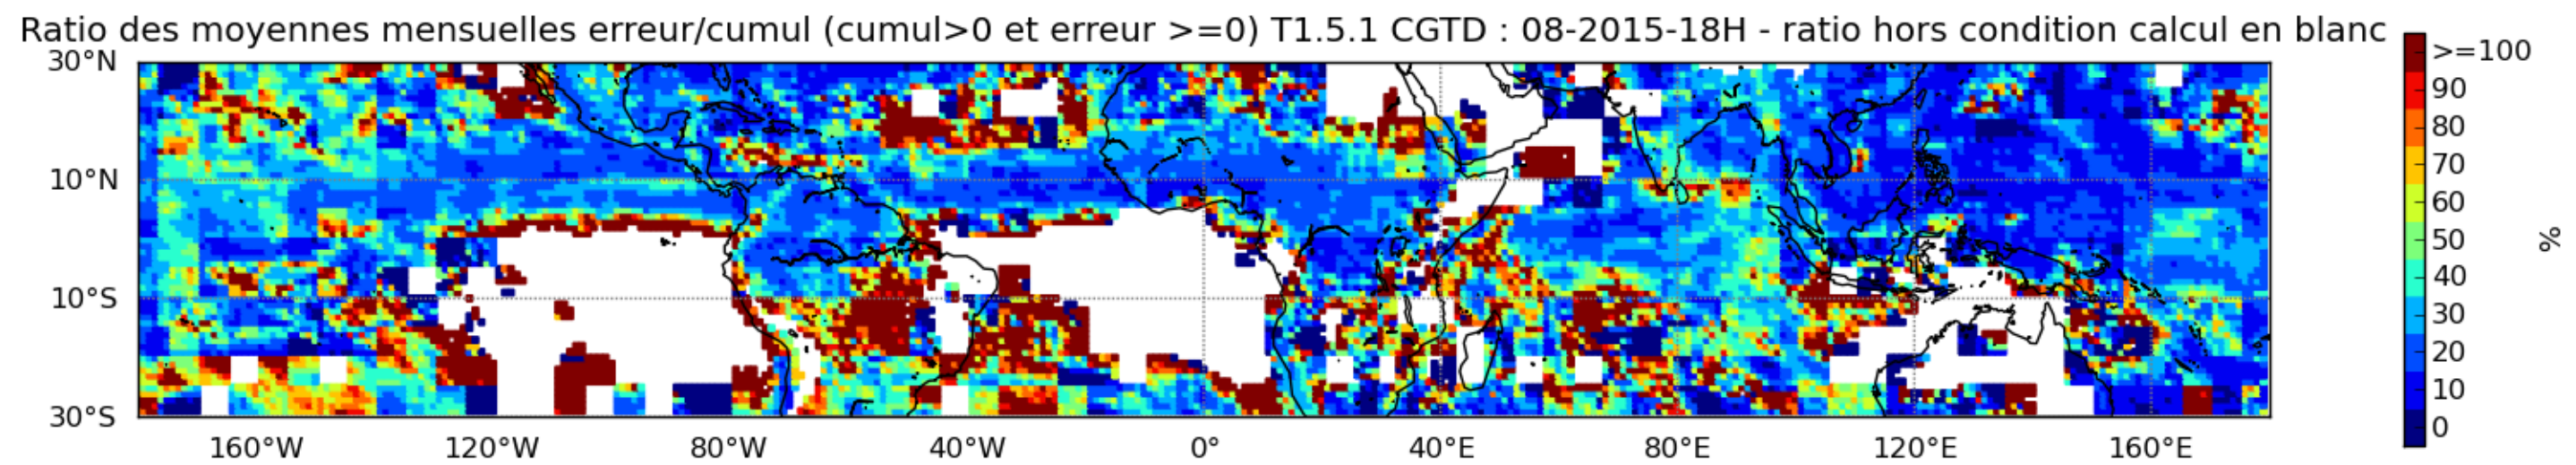 Ratio des moyennes mensuelles erreur/cumul (cumul>0 et erreur >=0) T1.5.1 CGTD : 08-2015-18H - ratio hors condition calcul en blanc
30°N
10°N
10°S
30°S
160°W 120°W 80°W 40°W 0° 40°E 80°E 120°E 160°E
>=100
90
80
70
60
50
40
30
20
10
0
%